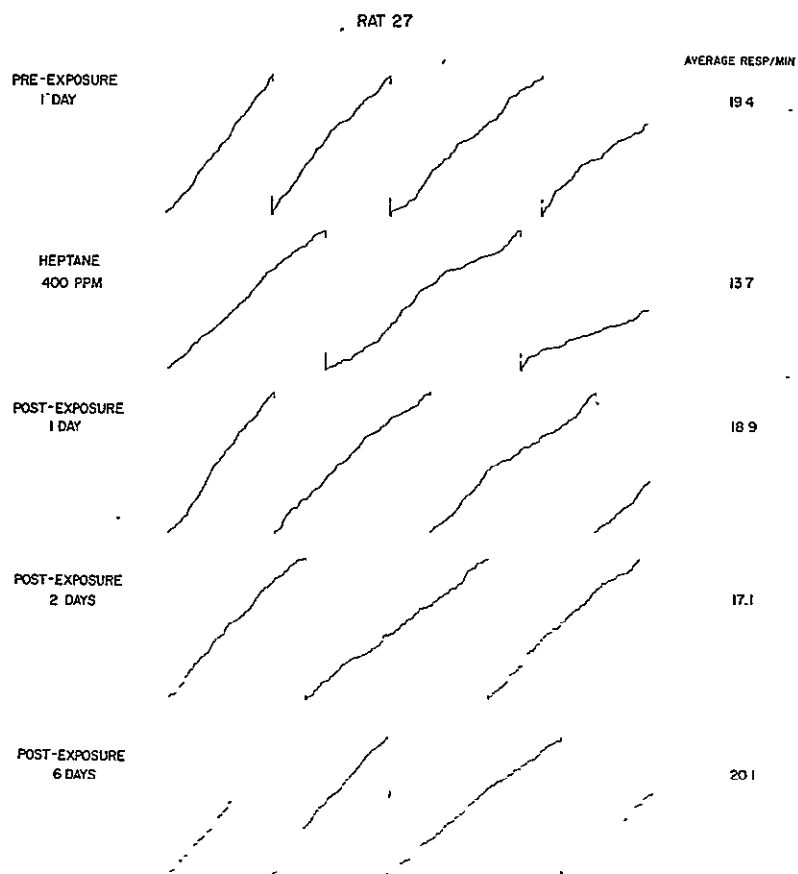 RAT 27
AVERAGE RESP/MIN
PRE-EXPOSURE
1 DAY
19.4
HEPTANE
400 PPM
13.7
POST-EXPOSURE
1 DAY
18.9
POST-EXPOSURE
2 DAYS
17.1
POST-EXPOSURE
6 DAYS
20.1